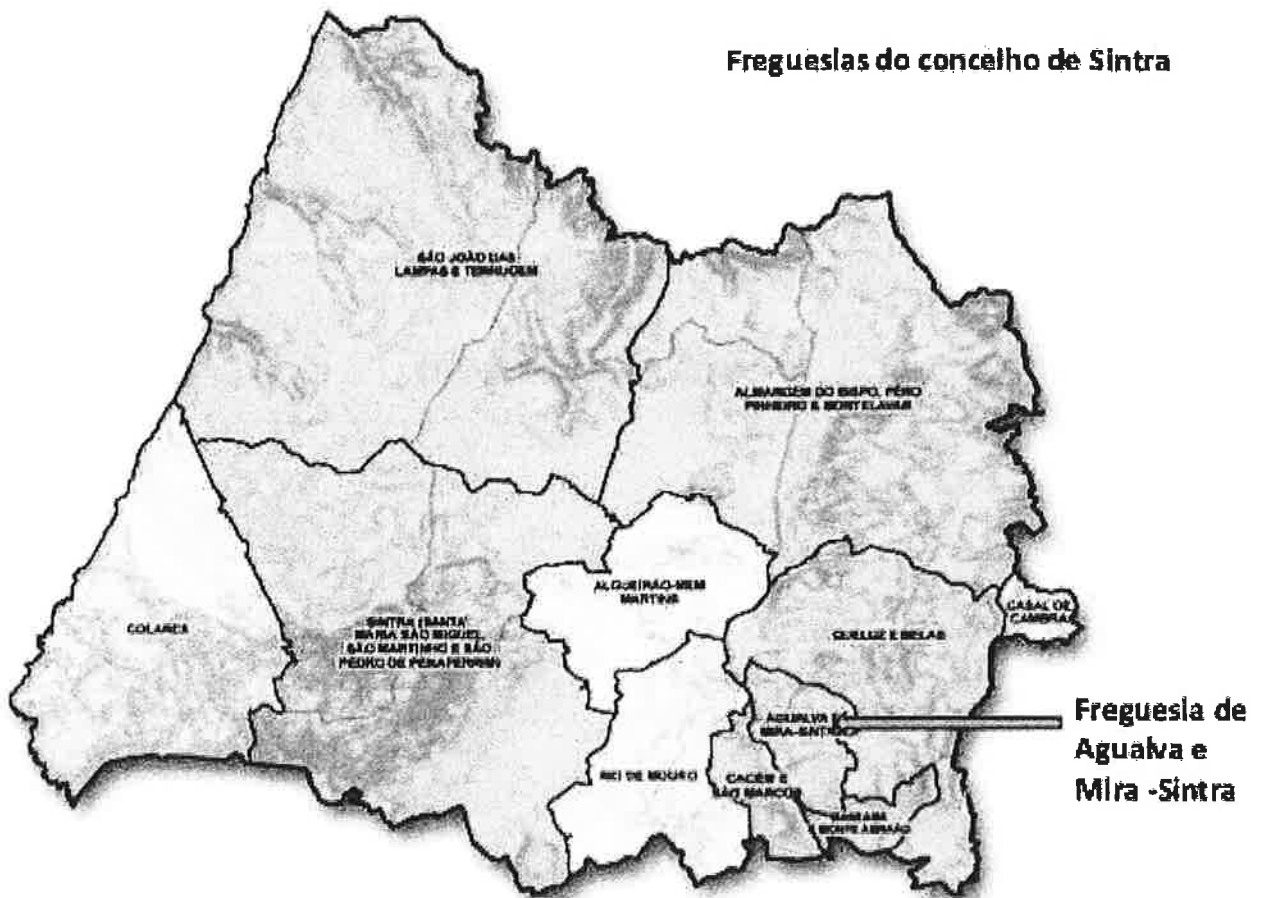 Freguesias do concelho de Sintra
SÃO JOÃO DAS
LAMPAS E TERRUGEM
ALMARGEM DO BISPO, PÊRO
PINHEIRO E MONTELAVAR
ALGUEIRÃO-MEM
MARTINS
CASAL DE
CAMBRA
COLARES
SINTRA (SANTA
MARIA SÃO MIGUEL,
SÃO MARTINHO E SÃO
PEDRO DE PENAFERRIM)
QUELUZ E BELAS
AGUALVA E
MIRA-SINTRA
Freguesia de
Agualva e
Mira -Sintra
RIO DE MOURO
CACÉM E
SÃO MARCOS
MASSAMÁ
E MONTE ABRAÃO